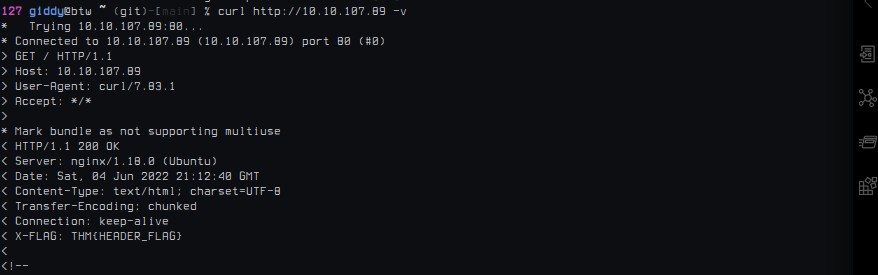 127 giddy@btw ~ (git)-[main] % curl http://10.10.107.89 -v
*   Trying 10.10.107.89:80...
* Connected to 10.10.107.89 (10.10.107.89) port 80 (#0)
> GET / HTTP/1.1
> Host: 10.10.107.89
> User-Agent: curl/7.83.1
> Accept: */*
>
* Mark bundle as not supporting multiuse
< HTTP/1.1 200 OK
< Server: nginx/1.18.0 (Ubuntu)
< Date: Sat, 04 Jun 2022 21:12:40 GMT
< Content-Type: text/html; charset=UTF-8
< Transfer-Encoding: chunked
< Connection: keep-alive
< X-FLAG: THM{HEADER_FLAG}
<
<!--